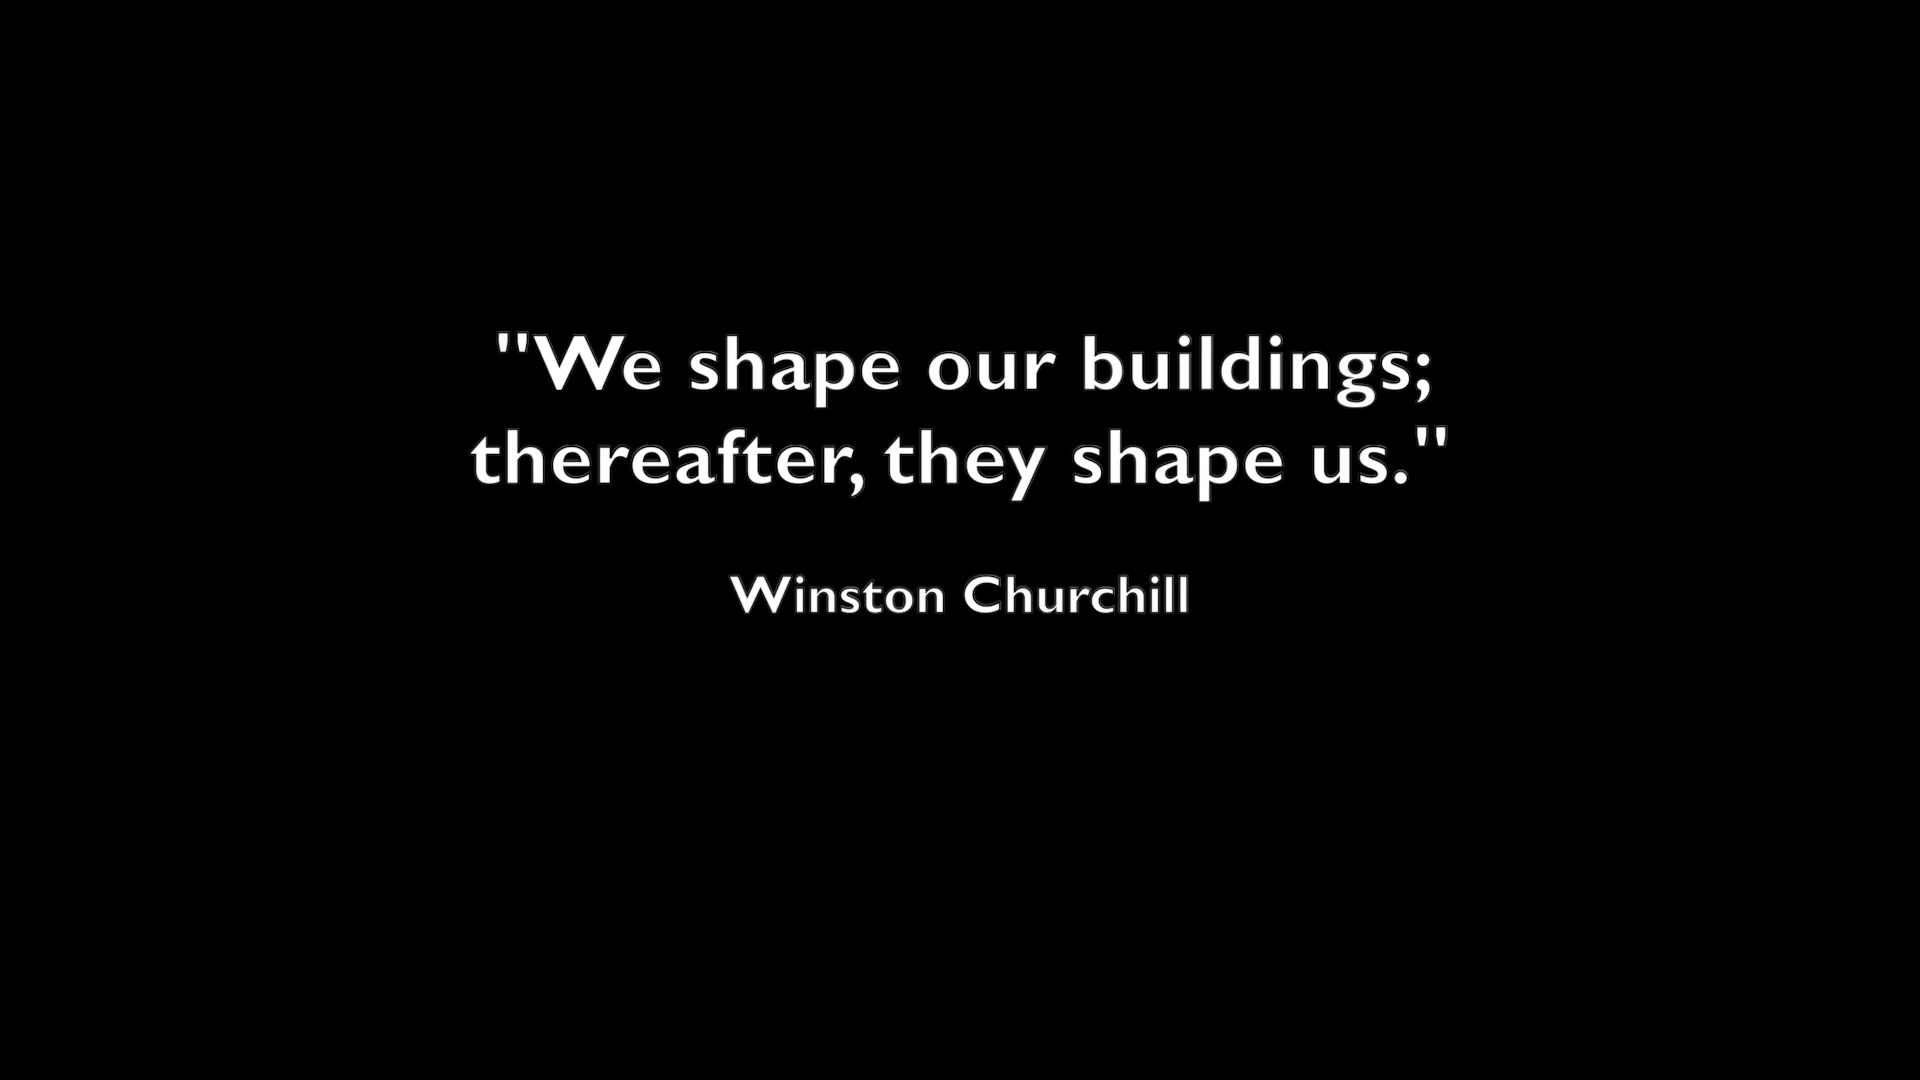 "We shape our buildings;
thereafter, they shape us."
Winston Churchill